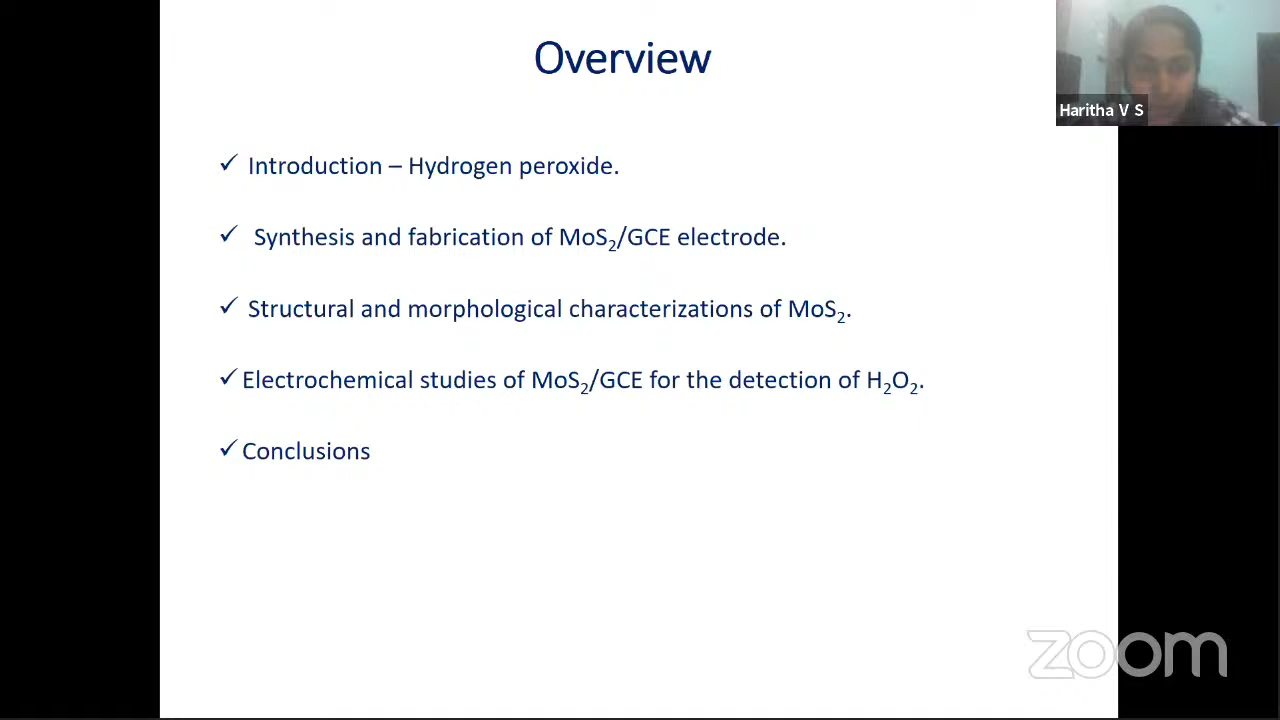 Overview
Haritha V S
✓ Introduction – Hydrogen peroxide.
✓ Synthesis and fabrication of MoS₂/GCE electrode.
✓ Structural and morphological characterizations of MoS₂.
✓ Electrochemical studies of MoS₂/GCE for the detection of H₂O₂.
✓ Conclusions
zoom